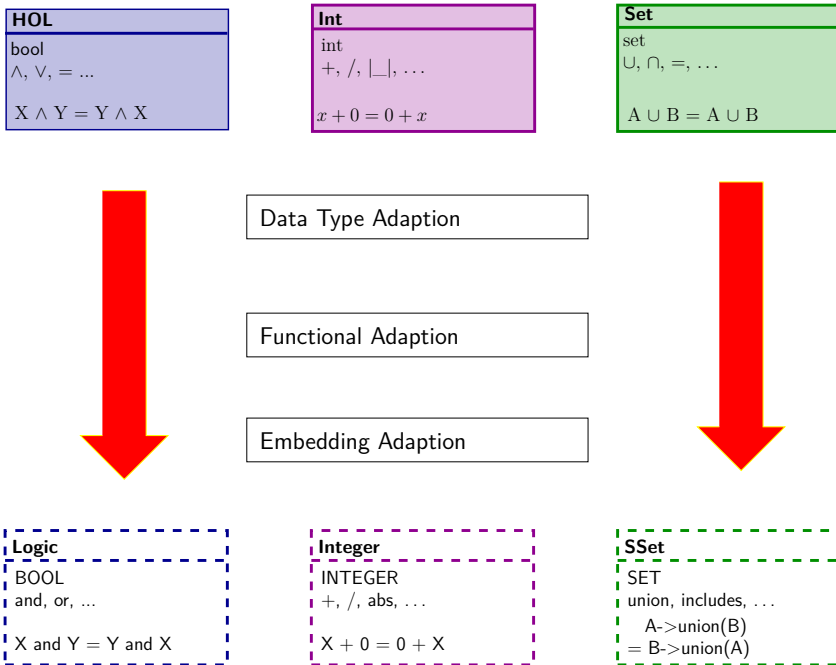 HOL
bool
∧, ∨, = ...
X ∧ Y = Y ∧ X
Int
int
+, /, |_|, . . .
x + 0 = 0 + x
Set
set
∪, ∩, =, . . .
A ∪ B = A ∪ B
Data Type Adaption
Functional Adaption
Embedding Adaption
Logic
BOOL
and, or, ...
X and Y = Y and X
Integer
INTEGER
+, /, abs, . . .
X + 0 = 0 + X
SSet
SET
union, includes, . . .
A->union(B)
= B->union(A)